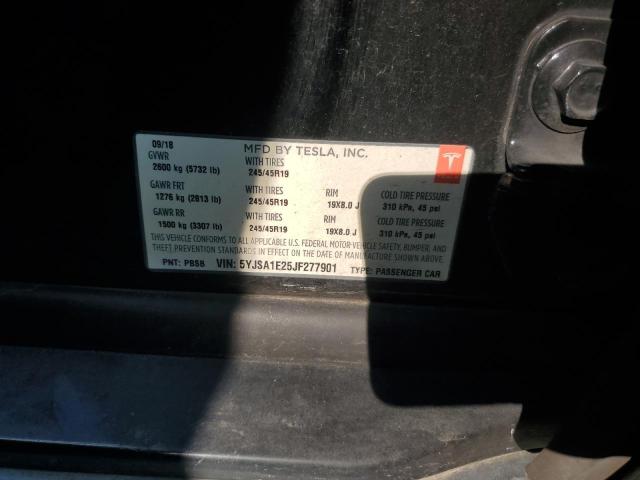 09/18 MFD BY TESLA, INC.
GVWR WITH TIRES
2600 kg (5732 lb) 245/45R19
GAWR FRT WITH TIRES RIM COLD TIRE PRESSURE
1276 kg (2813 lb) 245/45R19 19X8.0 J 310 kPa, 45 psi
GAWR RR WITH TIRES RIM COLD TIRE PRESSURE
1500 kg (3307 lb) 245/45R19 19X8.0 J 310 kPa, 45 psi
THIS VEHICLE CONFORMS TO ALL APPLICABLE U.S. FEDERAL MOTOR-VEHICLE SAFETY, BUMPER, AND
THEFT PREVENTION STANDARDS IN EFFECT ON THE DATE OF MANUFACTURE SHOWN ABOVE.
PNT: PBSB VIN: 5YJSA1E25JF277901 TYPE: PASSENGER CAR